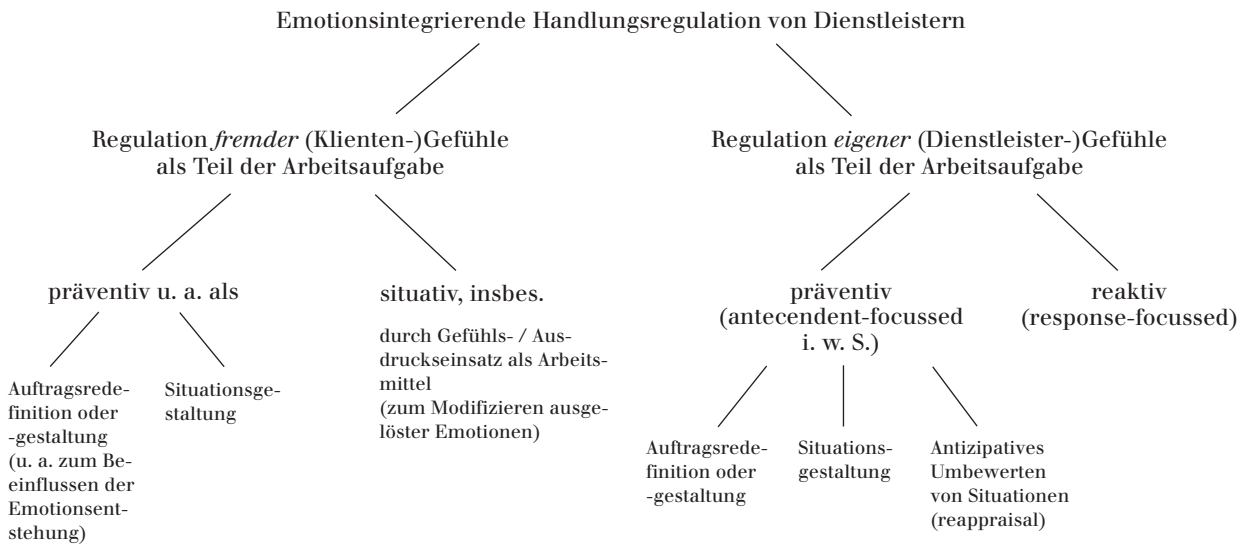 Emotionsintegrierende Handlungsregulation von Dienstleistern
Regulation fremder (Klienten-)Gefühle
als Teil der Arbeitsaufgabe
Regulation eigener (Dienstleister-)Gefühle
als Teil der Arbeitsaufgabe
präventiv u. a. als
situativ, insbes.
durch Gefühls- / Aus-
druckseinsatz als Arbeits-
mittel
(zum Modifizieren ausge-
löster Emotionen)
präventiv
(antecendent-focussed
i. w. S.)
reaktiv
(response-focussed)
Auftragsrede-
finition oder
-gestaltung
(u. a. zum Be-
einflussen der
Emotionsent-
stehung)
Situationsge-
staltung
Auftragsrede-
finition oder
-gestaltung
Situations-
gestaltung
Antizipatives
Umbewerten
von Situationen
(reappraisal)